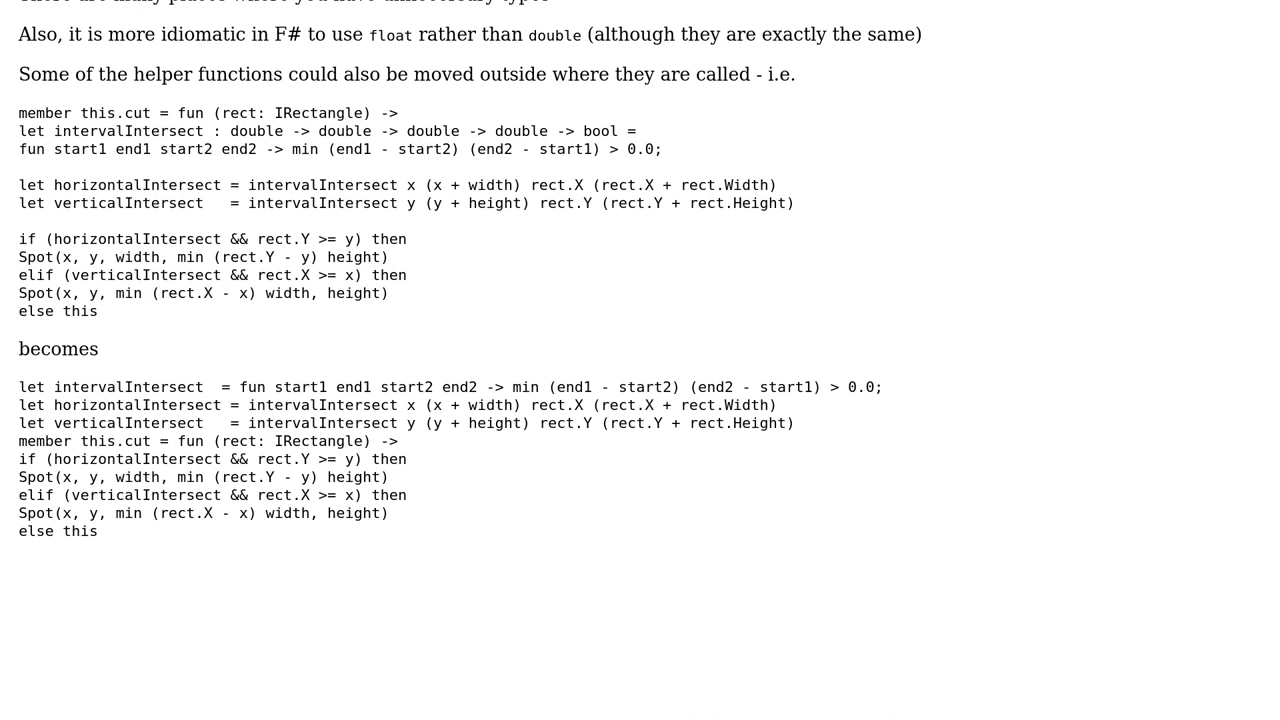 Also, it is more idiomatic in F# to use float rather than double (although they are exactly the same)
Some of the helper functions could also be moved outside where they are called - i.e.
member this.cut = fun (rect: IRectangle) ->
let intervalIntersect : double -> double -> double -> double -> bool =
fun start1 end1 start2 end2 -> min (end1 - start2) (end2 - start1) > 0.0;
let horizontalIntersect = intervalIntersect x (x + width) rect.X (rect.X + rect.Width)
let verticalIntersect   = intervalIntersect y (y + height) rect.Y (rect.Y + rect.Height)
if (horizontalIntersect && rect.Y >= y) then
Spot(x, y, width, min (rect.Y - y) height)
elif (verticalIntersect && rect.X >= x) then
Spot(x, y, min (rect.X - x) width, height)
else this
becomes
let intervalIntersect  = fun start1 end1 start2 end2 -> min (end1 - start2) (end2 - start1) > 0.0;
let horizontalIntersect = intervalIntersect x (x + width) rect.X (rect.X + rect.Width)
let verticalIntersect   = intervalIntersect y (y + height) rect.Y (rect.Y + rect.Height)
member this.cut = fun (rect: IRectangle) ->
if (horizontalIntersect && rect.Y >= y) then
Spot(x, y, width, min (rect.Y - y) height)
elif (verticalIntersect && rect.X >= x) then
Spot(x, y, min (rect.X - x) width, height)
else this